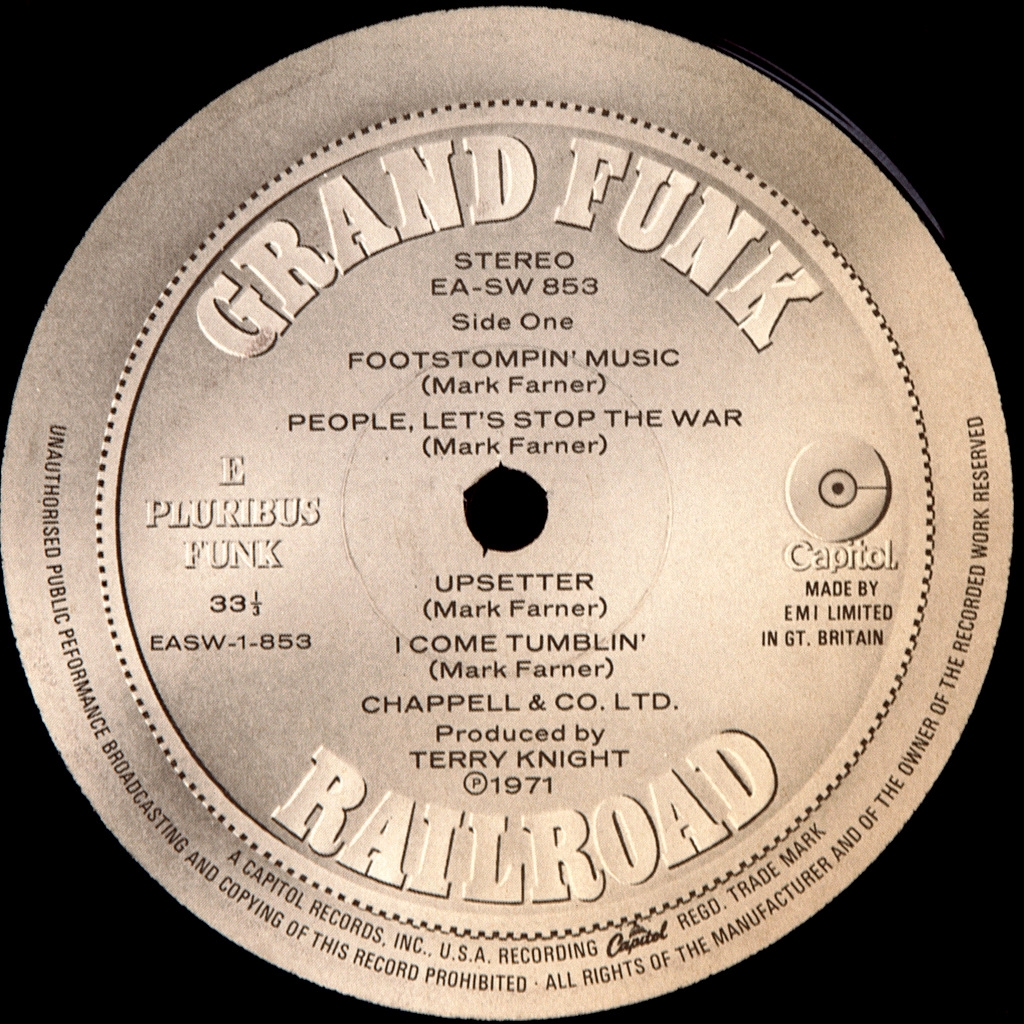 GRAND FUNK
STEREO
EA-SW 853
Side One
FOOTSTOMPIN' MUSIC
(Mark Farner)
PEOPLE, LET'S STOP THE WAR
(Mark Farner)
E
PLURIBUS
FUNK
33⅓
EASW-1-853
Capitol.
MADE BY
EMI LIMITED
IN GT. BRITAIN
UPSETTER
(Mark Farner)
I COME TUMBLIN'
(Mark Farner)
CHAPPELL & CO. LTD.
Produced by
TERRY KNIGHT
℗1971
RAILROAD
A CAPITOL RECORDS, INC., U.S.A. RECORDING Capitol REGD. TRADE MARK
UNAUTHORISED PUBLIC PEFORMANCE BROADCASTING AND COPYING OF THIS RECORD PROHIBITED · ALL RIGHTS OF THE MANUFACTURER AND OF THE OWNER OF THE RECORDED WORK RESERVED